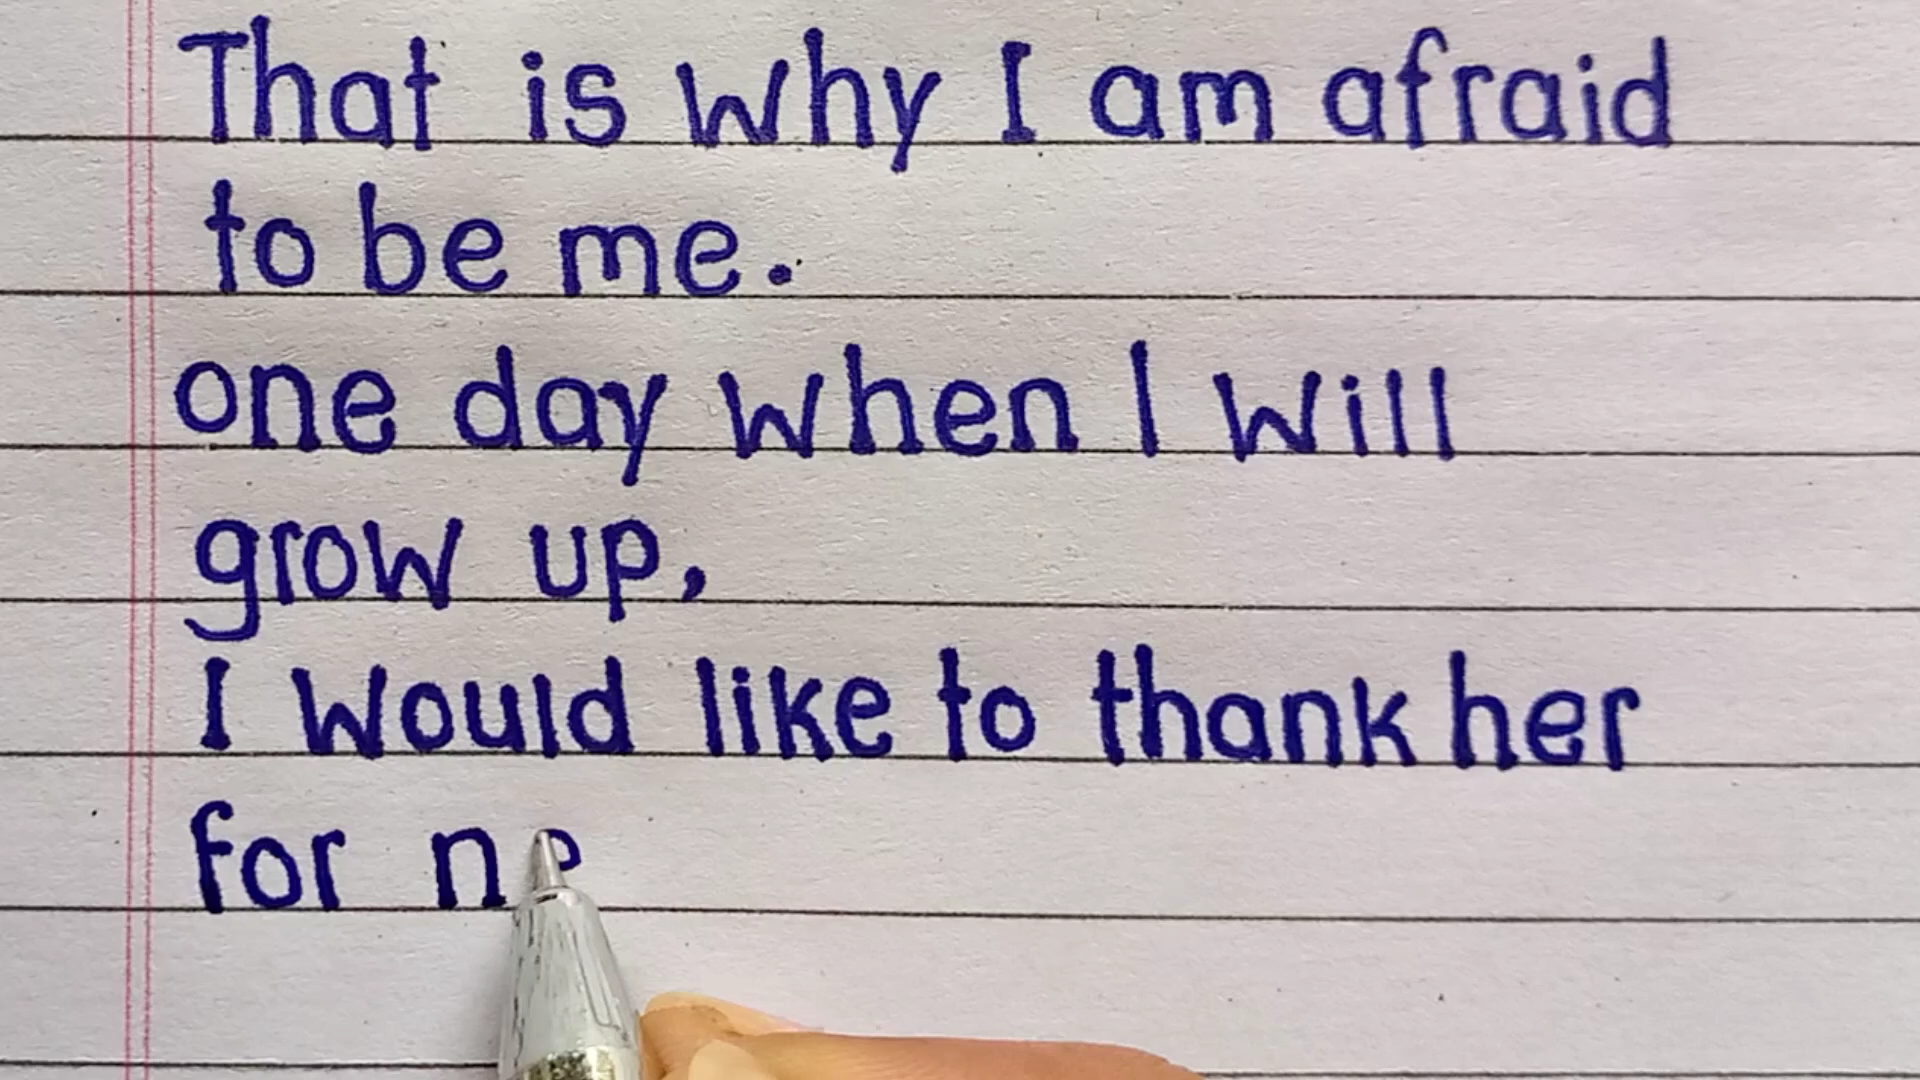 That is why I am afraid
to be me.
one day when I will
grow up,
I would like to thank her
for